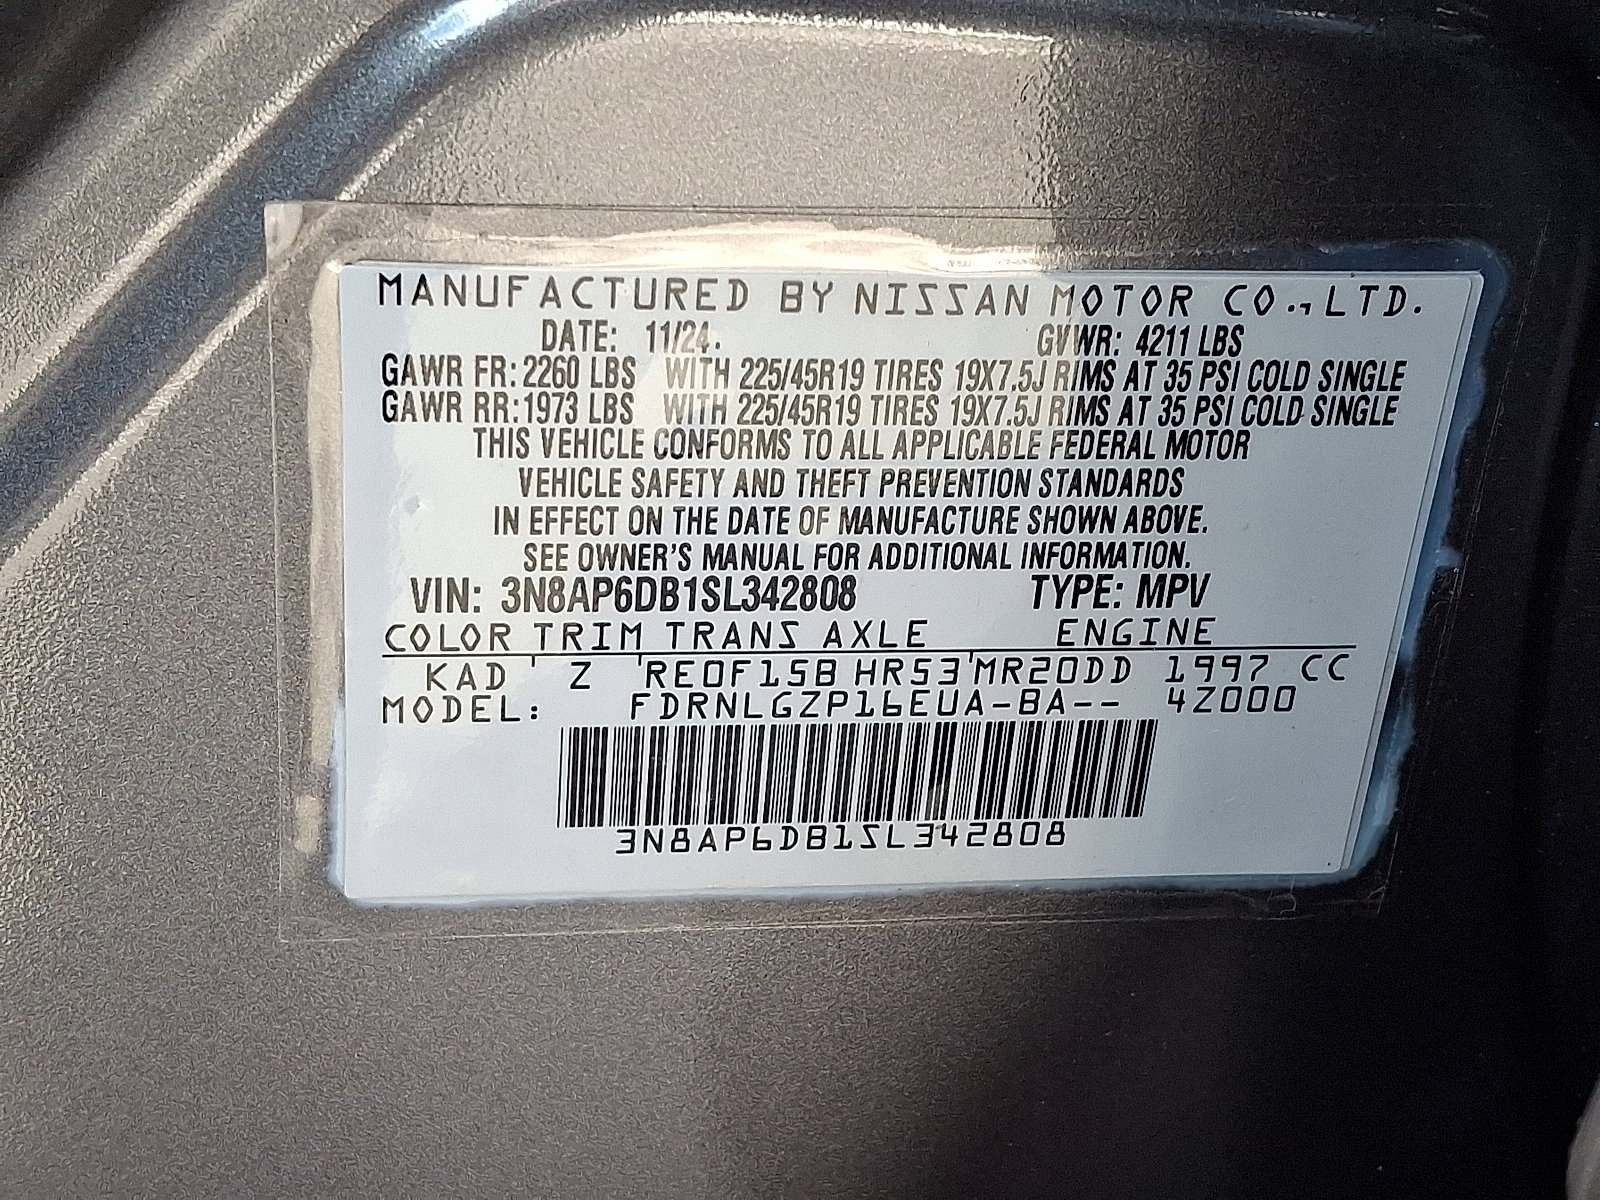 MANUFACTURED BY NISSAN MOTOR CO., LTD.
DATE: 11/24. GVWR: 4211 LBS
GAWR FR: 2260 LBS WITH 225/45R19 TIRES 19X7.5J RIMS AT 35 PSI COLD SINGLE
GAWR RR: 1973 LBS WITH 225/45R19 TIRES 19X7.5J RIMS AT 35 PSI COLD SINGLE
THIS VEHICLE CONFORMS TO ALL APPLICABLE FEDERAL MOTOR
VEHICLE SAFETY AND THEFT PREVENTION STANDARDS
IN EFFECT ON THE DATE OF MANUFACTURE SHOWN ABOVE.
SEE OWNER'S MANUAL FOR ADDITIONAL INFORMATION.
VIN: 3N8AP6DB1SL342808 TYPE: MPV
COLOR TRIM TRANS AXLE ENGINE
KAD Z RE0F15B HR53 MR20DD 1997 CC
MODEL: FDRNLGZP16EUA-BA-- 4Z000
3N8AP6DB1SL342808